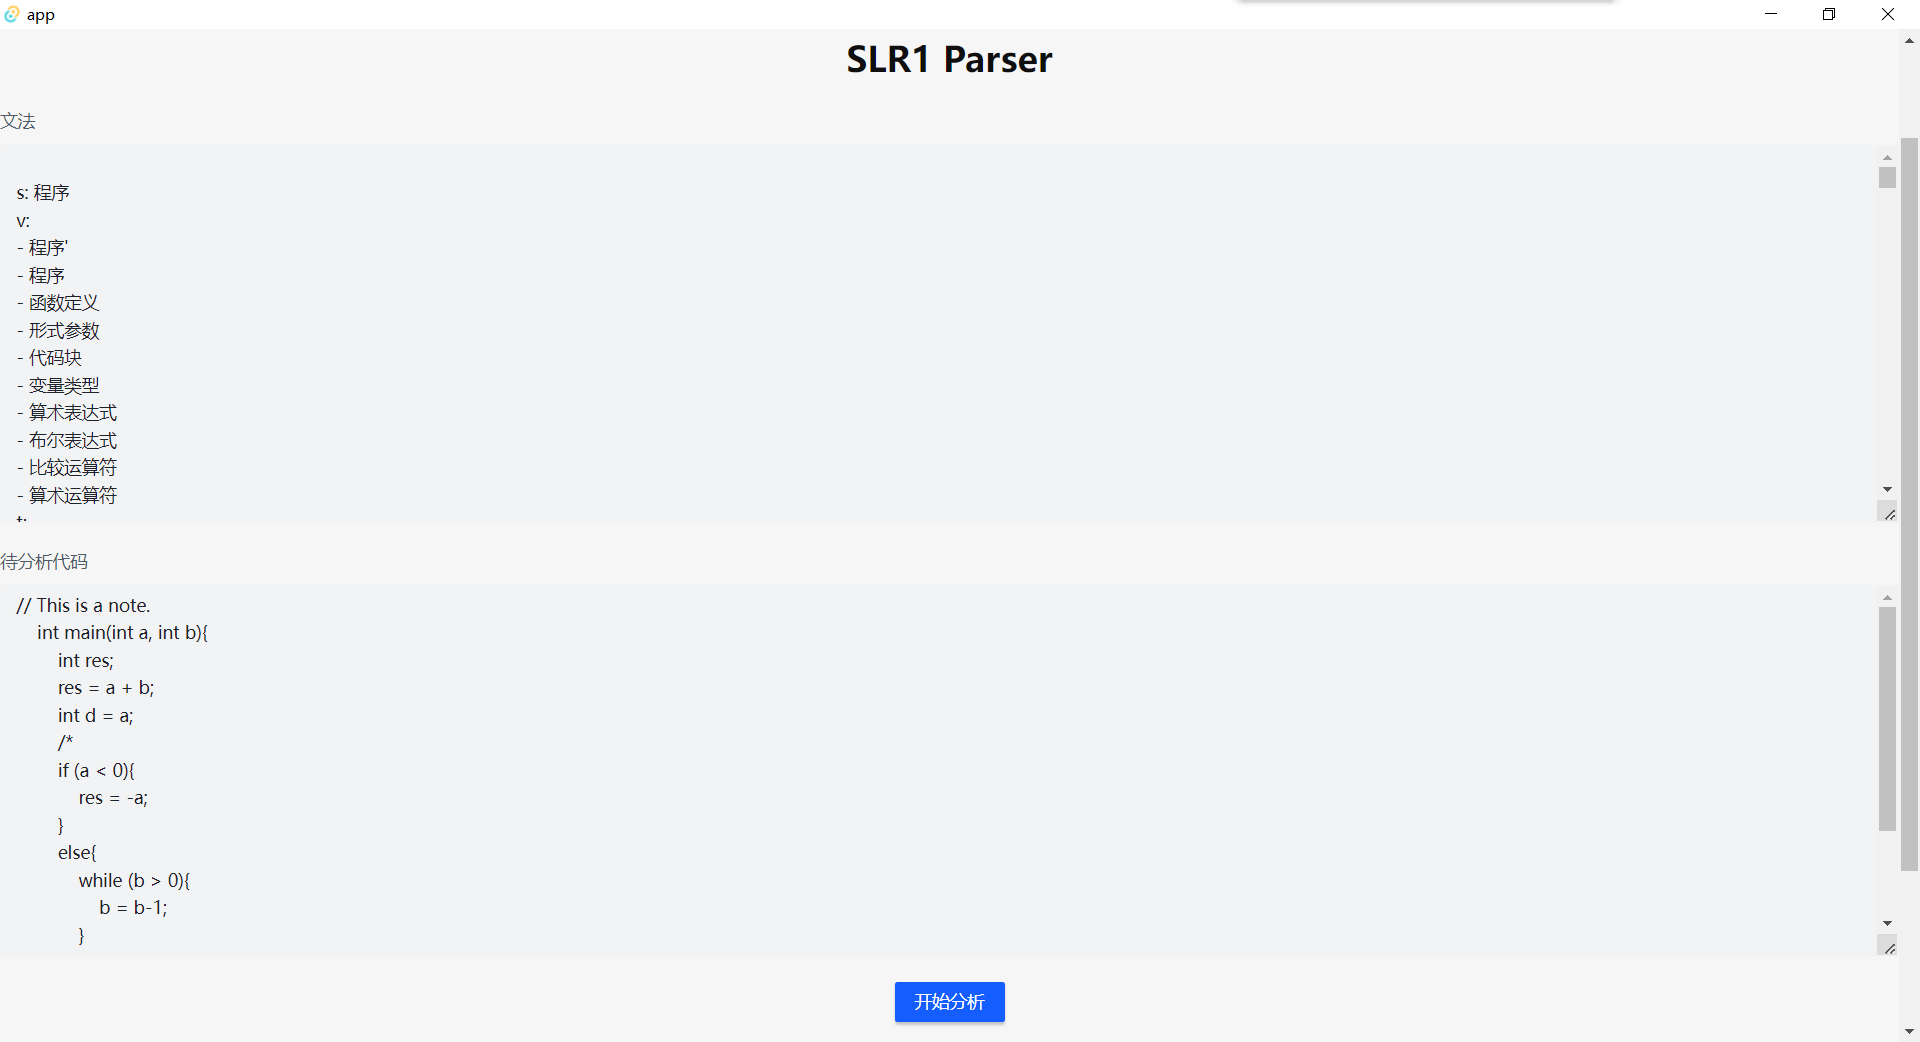 app
SLR1 Parser
文法
s: 程序
v:
- 程序'
- 程序
- 函数定义
- 形式参数
- 代码块
- 变量类型
- 算术表达式
- 布尔表达式
- 比较运算符
- 算术运算符
t:
待分析代码
// This is a note.
int main(int a, int b){
int res;
res = a + b;
int d = a;
/*
if (a < 0){
res = -a;
}
else{
while (b > 0){
b = b-1;
}
开始分析